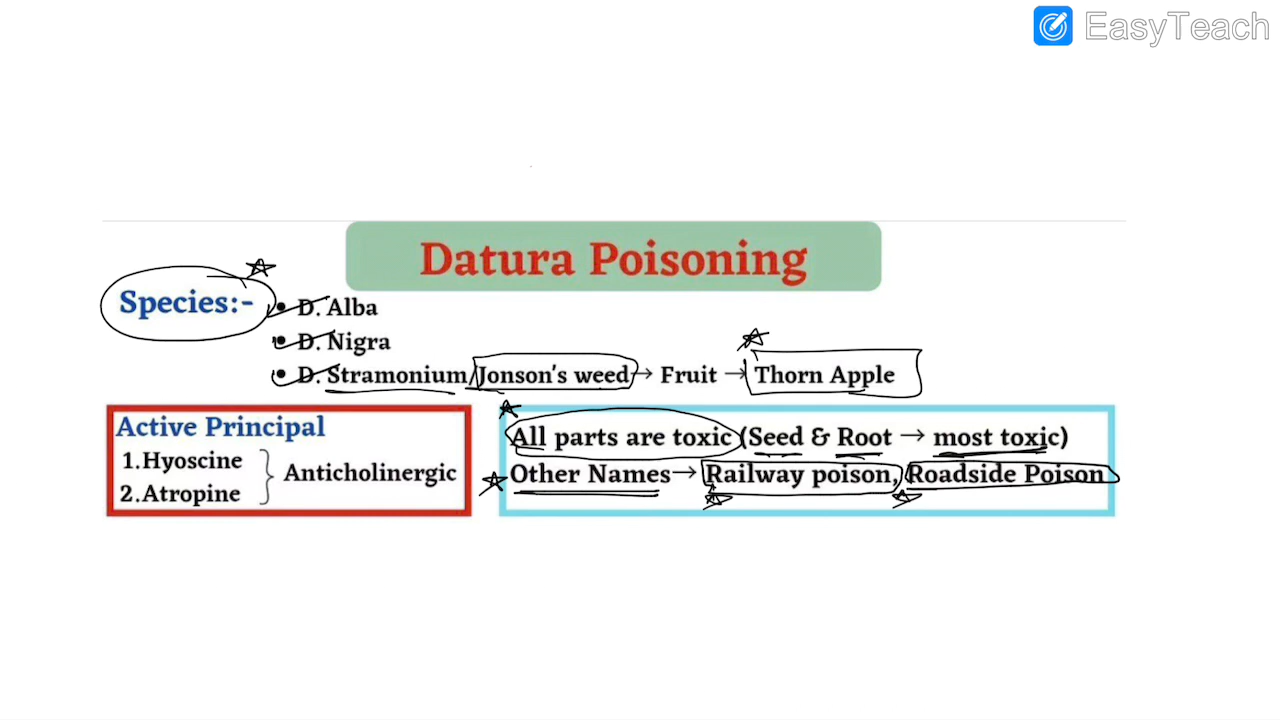 EasyTeach
Datura Poisoning
Species:-
• D. Alba
• D. Nigra
• D. Stramonium/Jonson's weed→ Fruit → Thorn Apple
Active Principal
1.Hyoscine
2.Atropine
Anticholinergic
All parts are toxic (Seed & Root → most toxic)
Other Names→ Railway poison, Roadside Poison